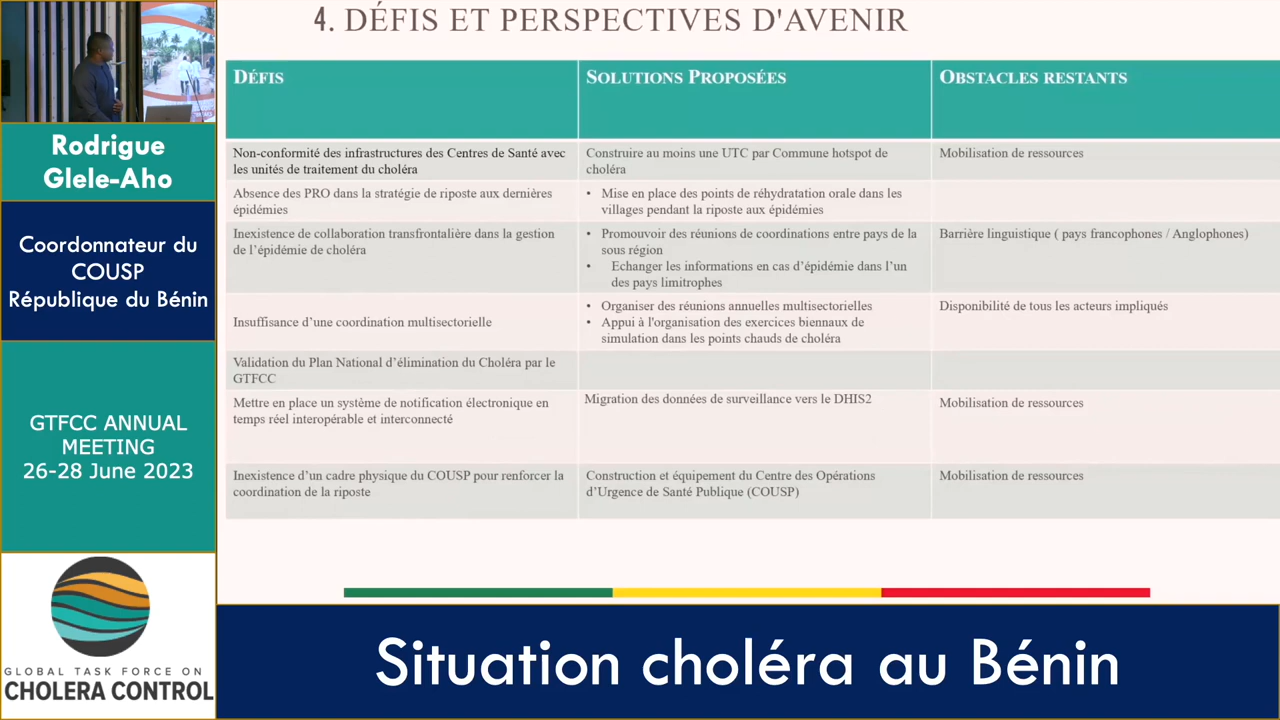 4. DÉFIS ET PERSPECTIVES D'AVENIR
DÉFIS
SOLUTIONS PROPOSÉES
OBSTACLES RESTANTS
Non-conformité des infrastructures des Centres de Santé avec
les unités de traitement du choléra
Construire au moins une UTC par Commune hotspot de
choléra
Mobilisation de ressources
Absence des PRO dans la stratégie de riposte aux dernières
épidémies
• Mise en place des points de réhydratation orale dans les
villages pendant la riposte aux épidémies
Inexistence de collaboration transfrontalière dans la gestion
de l'épidémie de choléra
• Promouvoir des réunions de coordinations entre pays de la
sous région
• Echanger les informations en cas d'épidémie dans l'un
des pays limitrophes
Barrière linguistique ( pays francophones / Anglophones)
Insuffisance d'une coordination multisectorielle
• Organiser des réunions annuelles multisectorielles
• Appui à l'organisation des exercices biennaux de
simulation dans les points chauds de choléra
Disponibilité de tous les acteurs impliqués
Validation du Plan National d'élimination du Choléra par le
GTFCC
Mettre en place un système de notification électronique en
temps réel interopérable et interconnecté
Migration des données de surveillance vers le DHIS2
Mobilisation de ressources
Inexistence d'un cadre physique du COUSP pour renforcer la
coordination de la riposte
Construction et équipement du Centre des Opérations
d'Urgence de Santé Publique (COUSP)
Mobilisation de ressources
Rodrigue
Glele-Aho
Coordonnateur du
COUSP
République du Bénin
GTFCC ANNUAL
MEETING
26-28 June 2023
GLOBAL TASK FORCE ON
CHOLERA CONTROL
Situation choléra au Bénin